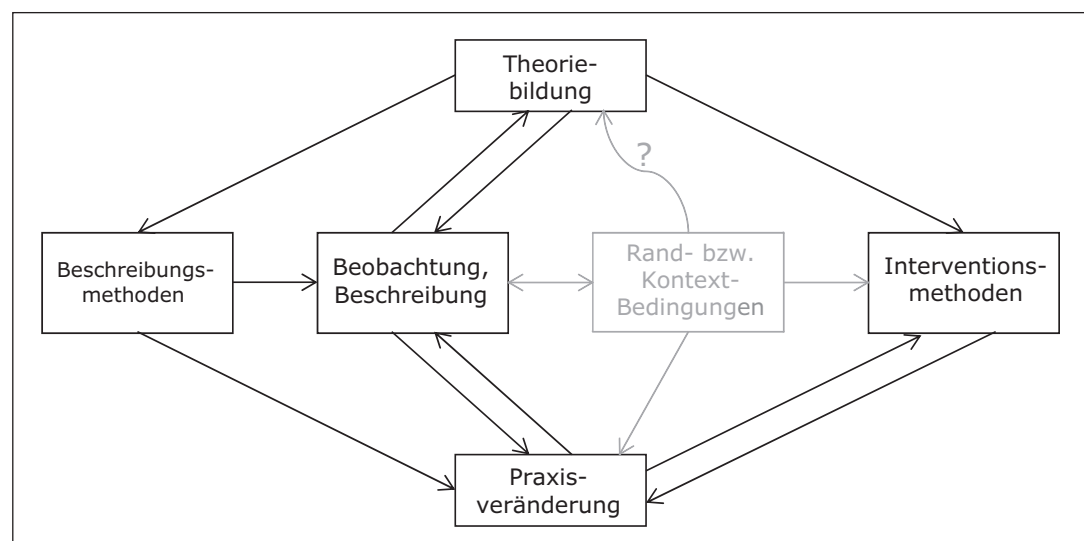 Theorie-
bildung
?
Beschreibungs-
methoden
Beobachtung,
Beschreibung
Rand- bzw.
Kontext-
Bedingungen
Interventions-
methoden
Praxis-
veränderung